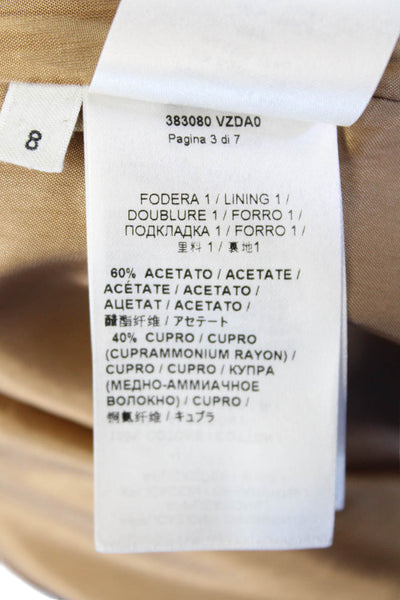 383080 VZDA0
Pagina 3 di 7
8
FODERA 1 / LINING 1 /
DOUBLURE 1 / FORRO 1 /
ПОДКЛАДКА 1 / FORRO 1 /
里料 1 / 裏地1
60% ACETATO / ACETATE /
ACÉTATE / ACETATO /
ACETATO / ACETATO /
АЦЕТАТ / ACETATO /
醋酯纤维 / アセテート
40% CUPRO / CUPRO
(CUPRAMMONIUM RAYON) /
CUPRO / CUPRO / КУПРА
(МЕДНО-АММИАЧНОЕ
ВОЛОКНО) / CUPRO /
铜氨纤维 / キュプラ